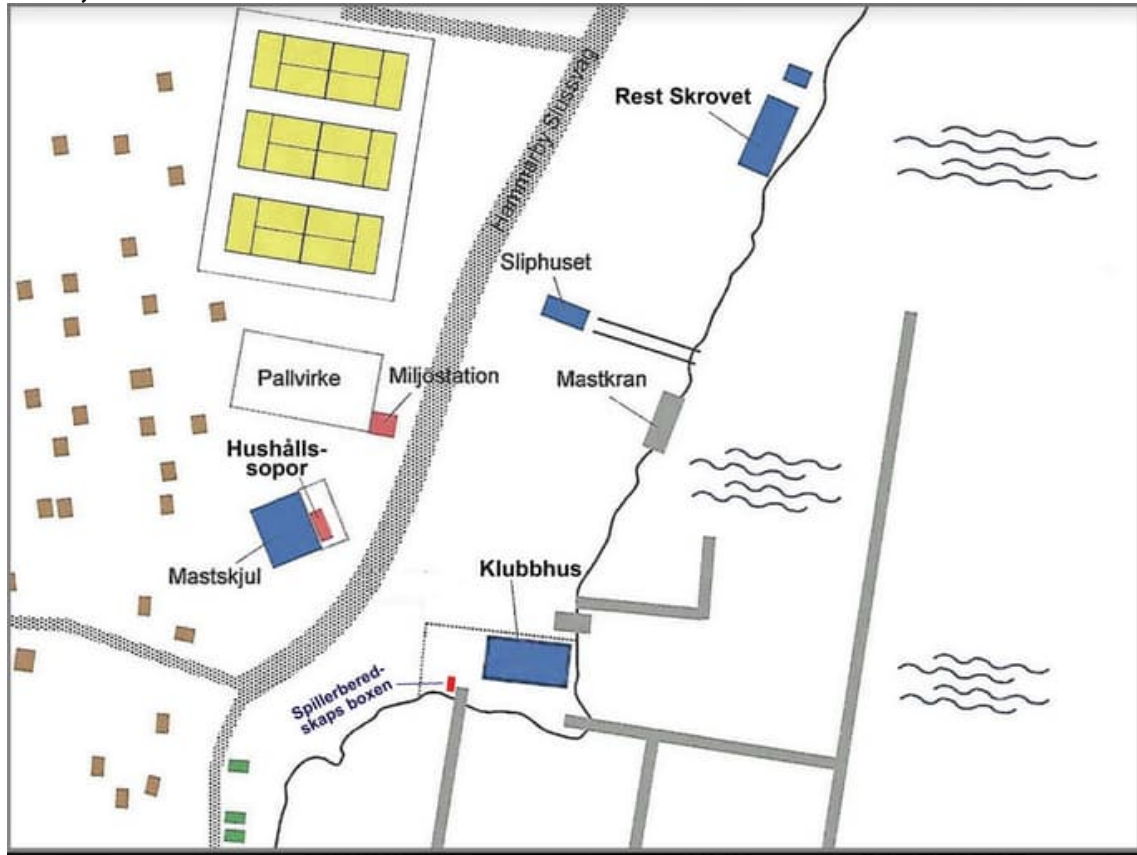 Hammarby Slussväg
Rest Skrovet
Sliphuset
Pallvirke
Miljöstation
Mastkran
Hushålls-
sopor
Mastskjul
Klubbhus
Spillerbered-
skaps boxen